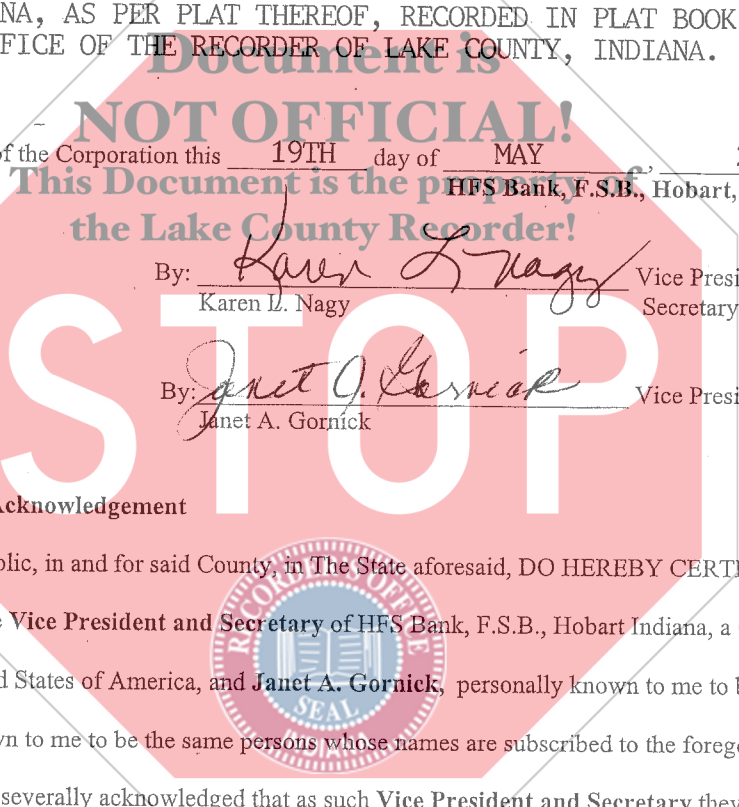 NA, AS PER PLAT THEREOF, RECORDED IN PLAT BOOK
FICE OF THE RECORDER OF LAKE COUNTY, INDIANA.
Document is
NOT OFFICIAL!
of the Corporation this 19TH day of MAY ,
This Document is the property of
HFS Bank, F.S.B., Hobart,
the Lake County Recorder!
By: Karen L. Nagy Vice Presi
Karen L. Nagy Secretary
STOP
By: Janet A. Gornick Vice Presi
Janet A. Gornick
Acknowledgement
blic, in and for said County, in The State aforesaid, DO HEREBY CERTI
e Vice President and Secretary of HFS Bank, F.S.B., Hobart Indiana, a
d States of America, and Janet A. Gornick, personally known to me to b
wn to me to be the same persons whose names are subscribed to the forego
severally acknowledged that as such Vice President and Secretary they
RECORDER'S OFFICE
SEAL
INDIANA